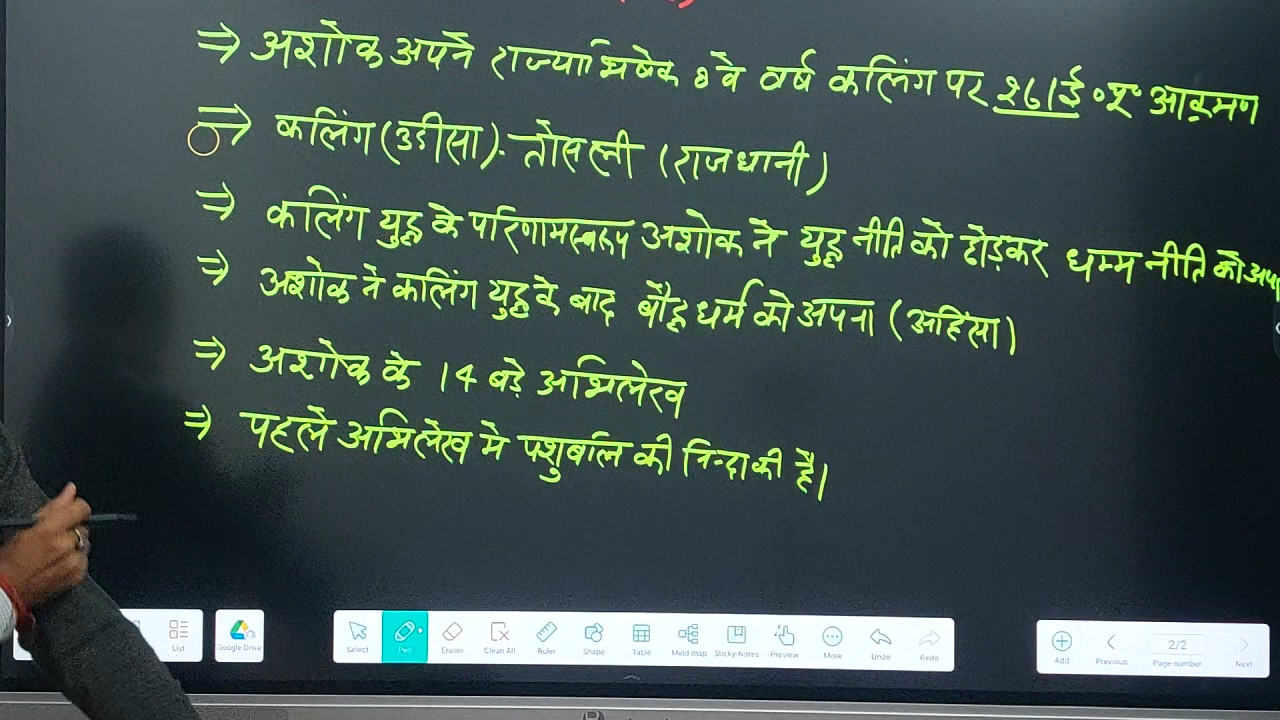 ⇒ अशोक अपने राज्याभिषेक 8वे वर्ष कलिंग पर 261ई॰पू॰ आक्रमण
⇒ कलिंग (उडीसा)- तोसली (राजधानी)
⇒ कलिंग युद्ध के परिणामस्वरूप अशोक ने युद्ध नीति को छोड़कर धम्म नीति को अप
⇒ अशोक ने कलिंग युद्ध के बाद बौद्ध धर्म को अपना (अहिंसा)
⇒ अशोक के 14 बड़े अभिलेख
⇒ पहले अभिलेख मे पशुबलि की निन्दा की है।
List
Google Drive
Select
Pen
Eraser
Clean All
Ruler
Shape
Table
Mind map
Sticky-Notes
Preview
More
Undo
Redo
Add
Previous
2/2
Page number
Next